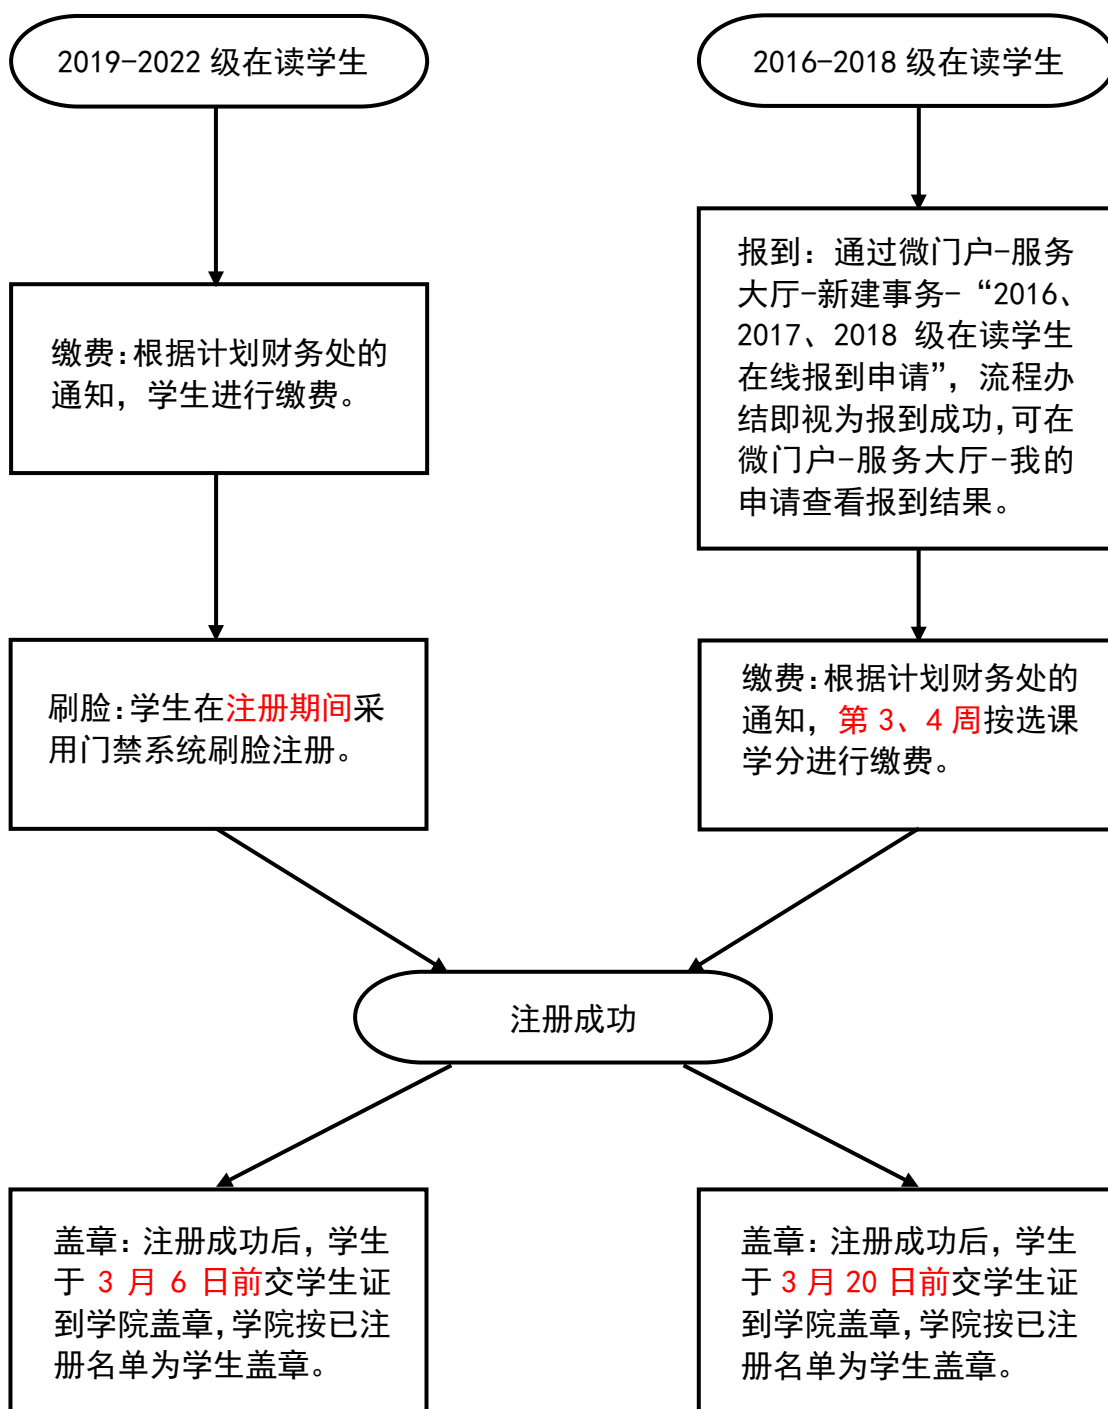 2019-2022 级在读学生
2016-2018 级在读学生
缴费:根据计划财务处的
通知，学生进行缴费。
报到：通过微门户-服务
大厅-新建事务-“2016、
2017、2018 级在读学生
在线报到申请”，流程办
结即视为报到成功,可在
微门户-服务大厅-我的
申请查看报到结果。
刷脸:学生在注册期间采
用门禁系统刷脸注册。
缴费:根据计划财务处的
通知，第 3、4 周按选课
学分进行缴费。
注册成功
盖章：注册成功后，学生
于 3 月 6 日前交学生证
到学院盖章,学院按已注
册名单为学生盖章。
盖章：注册成功后，学生
于 3 月 20 日前交学生证
到学院盖章,学院按已注
册名单为学生盖章。